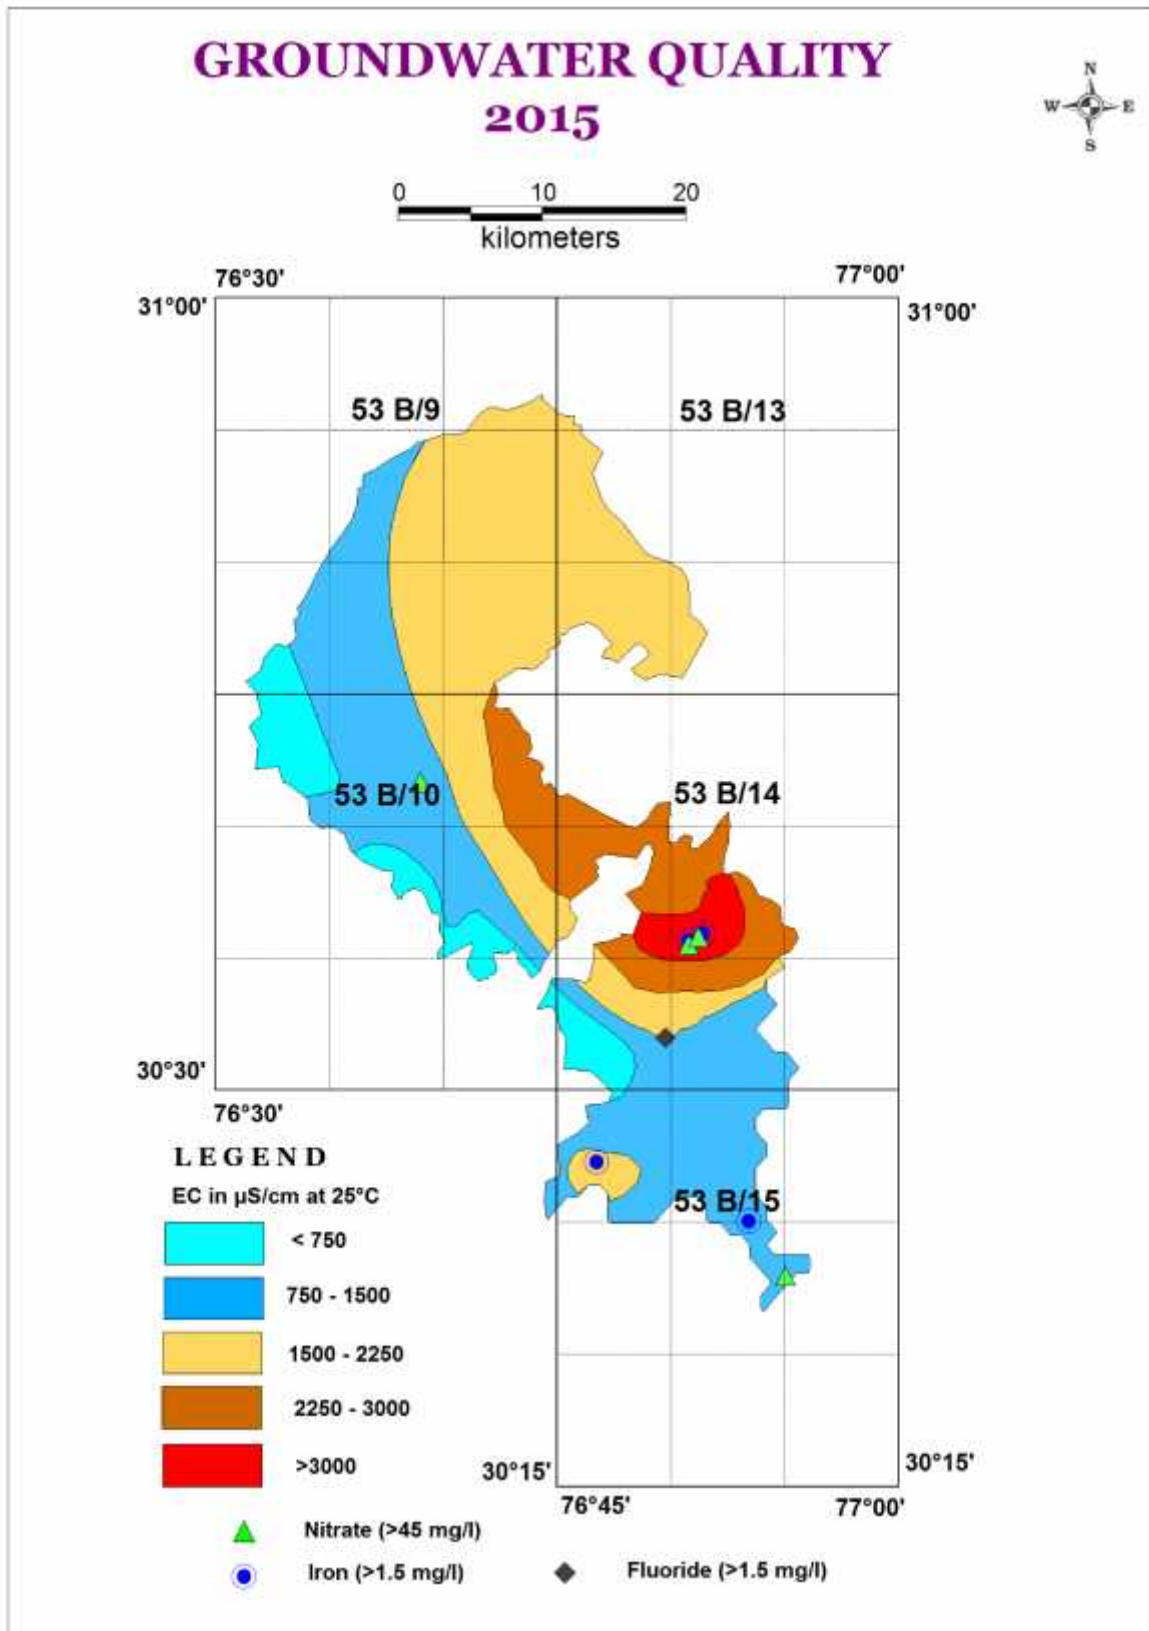 GROUNDWATER QUALITY
2015
N
W E
S
0 10 20
kilometers
76°30' 77°00'
31°00' 31°00'
53 B/9 53 B/13
53 B/10 53 B/14
30°30'
76°30'
LEGEND
EC in µS/cm at 25°C
53 B/15
< 750
750 - 1500
1500 - 2250
2250 - 3000
>3000
30°15' 30°15'
76°45' 77°00'
Nitrate (>45 mg/l)
Iron (>1.5 mg/l) Fluoride (>1.5 mg/l)